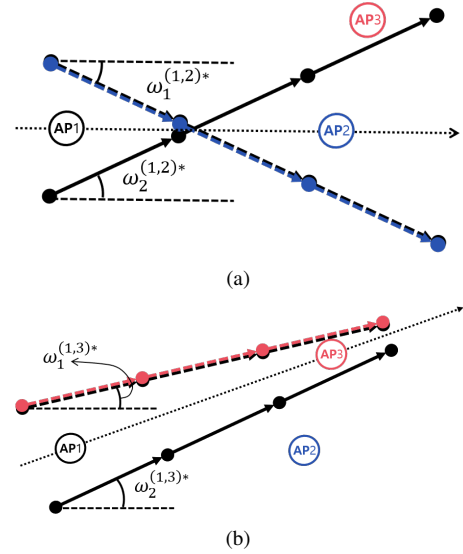 AP3
ω₁^(1,2)*
AP1
AP2
ω₂^(1,2)*
(a)
ω₁^(1,3)*
AP3
AP1
AP2
ω₂^(1,3)*
(b)